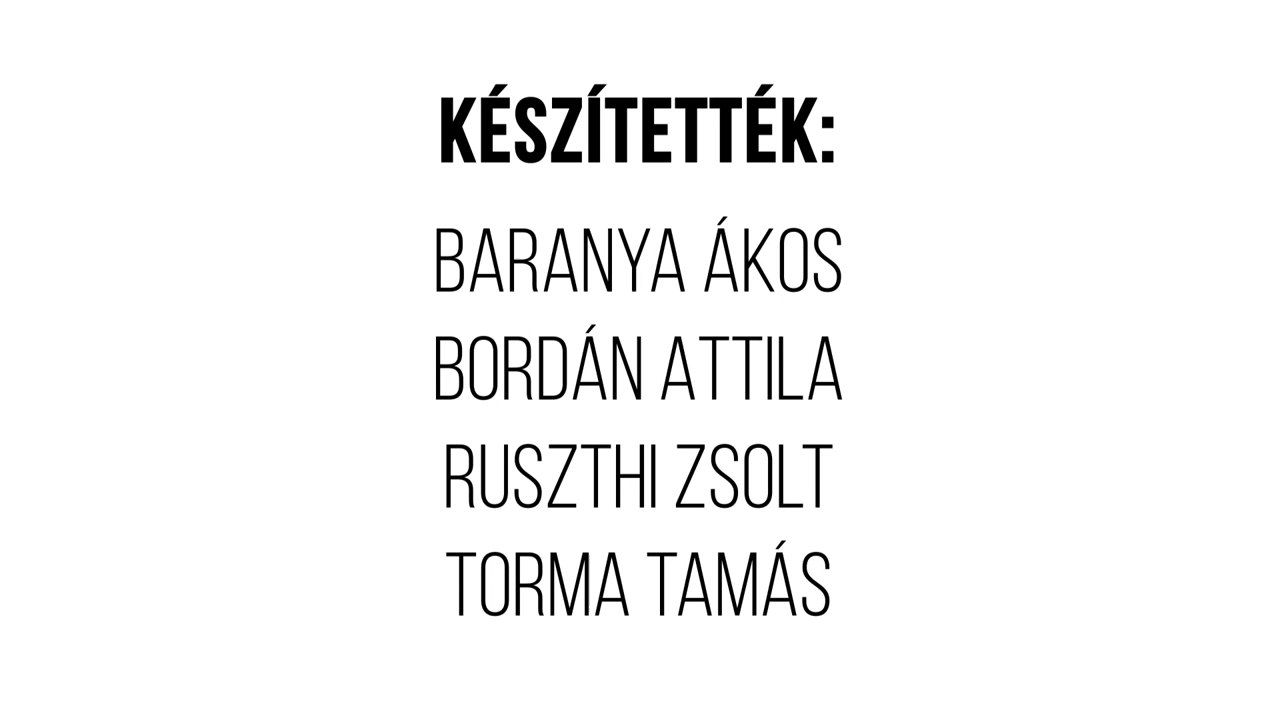 KÉSZÍTETTÉK:
BARANYA ÁKOS
BORDÁN ATTILA
RUSZTHI ZSOLT
TORMA TAMÁS